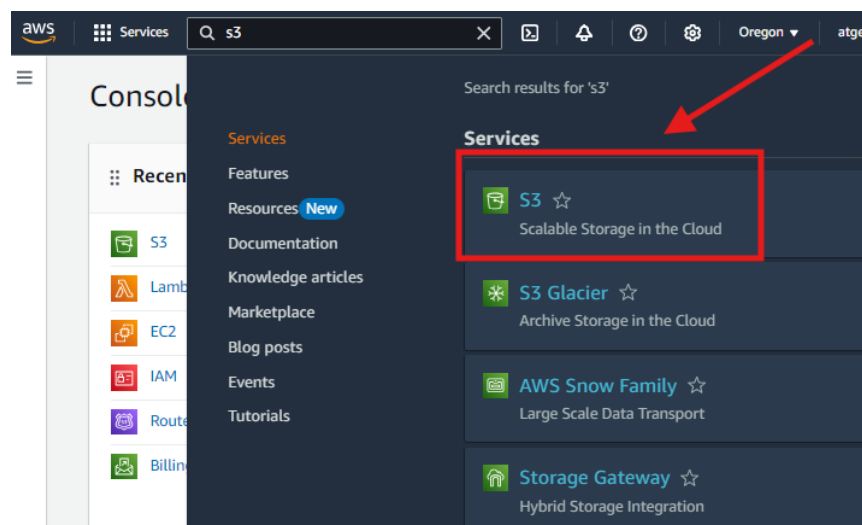 aws
Services
s3
Oregon
Console
Recen
S3
Lamb
EC2
IAM
Route
Billin
Services
Features
Resources New
Documentation
Knowledge articles
Marketplace
Blog posts
Events
Tutorials
Search results for 's3'
Services
S3
Scalable Storage in the Cloud
S3 Glacier
Archive Storage in the Cloud
AWS Snow Family
Large Scale Data Transport
Storage Gateway
Hybrid Storage Integration